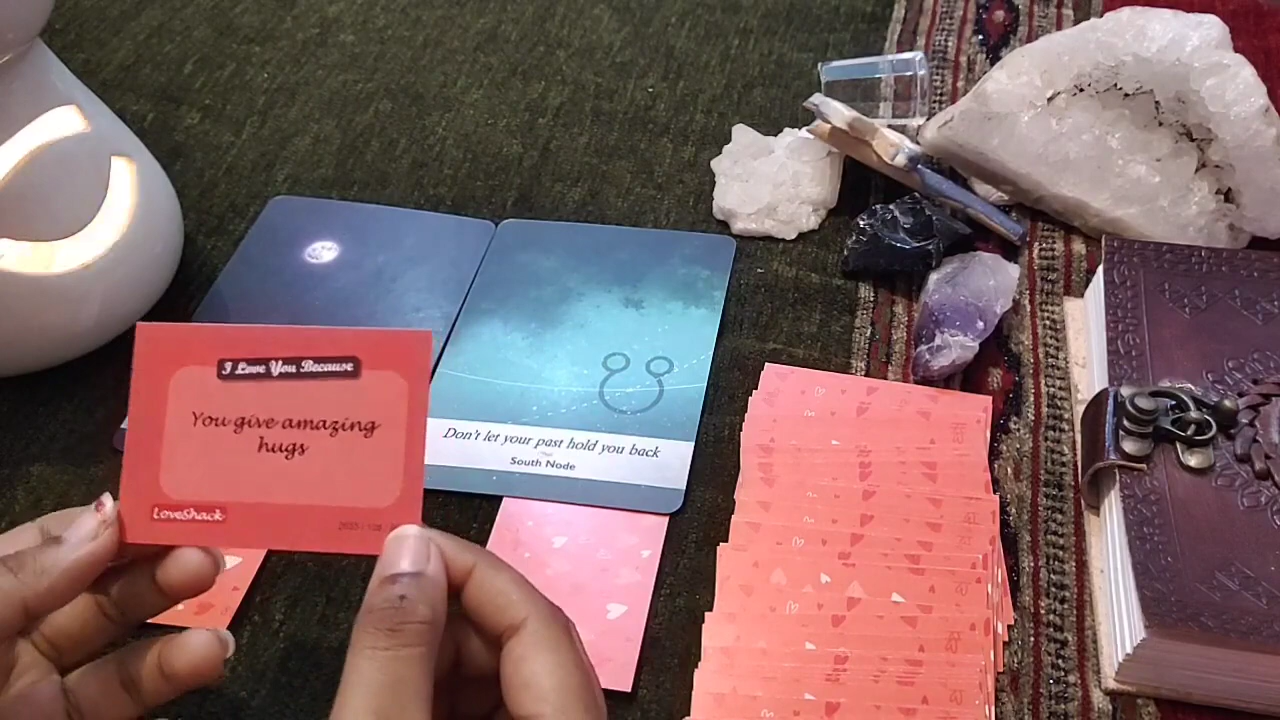 I Love You Because
You give amazing
hugs
LoveShack
Don't let your past hold you back
South Node